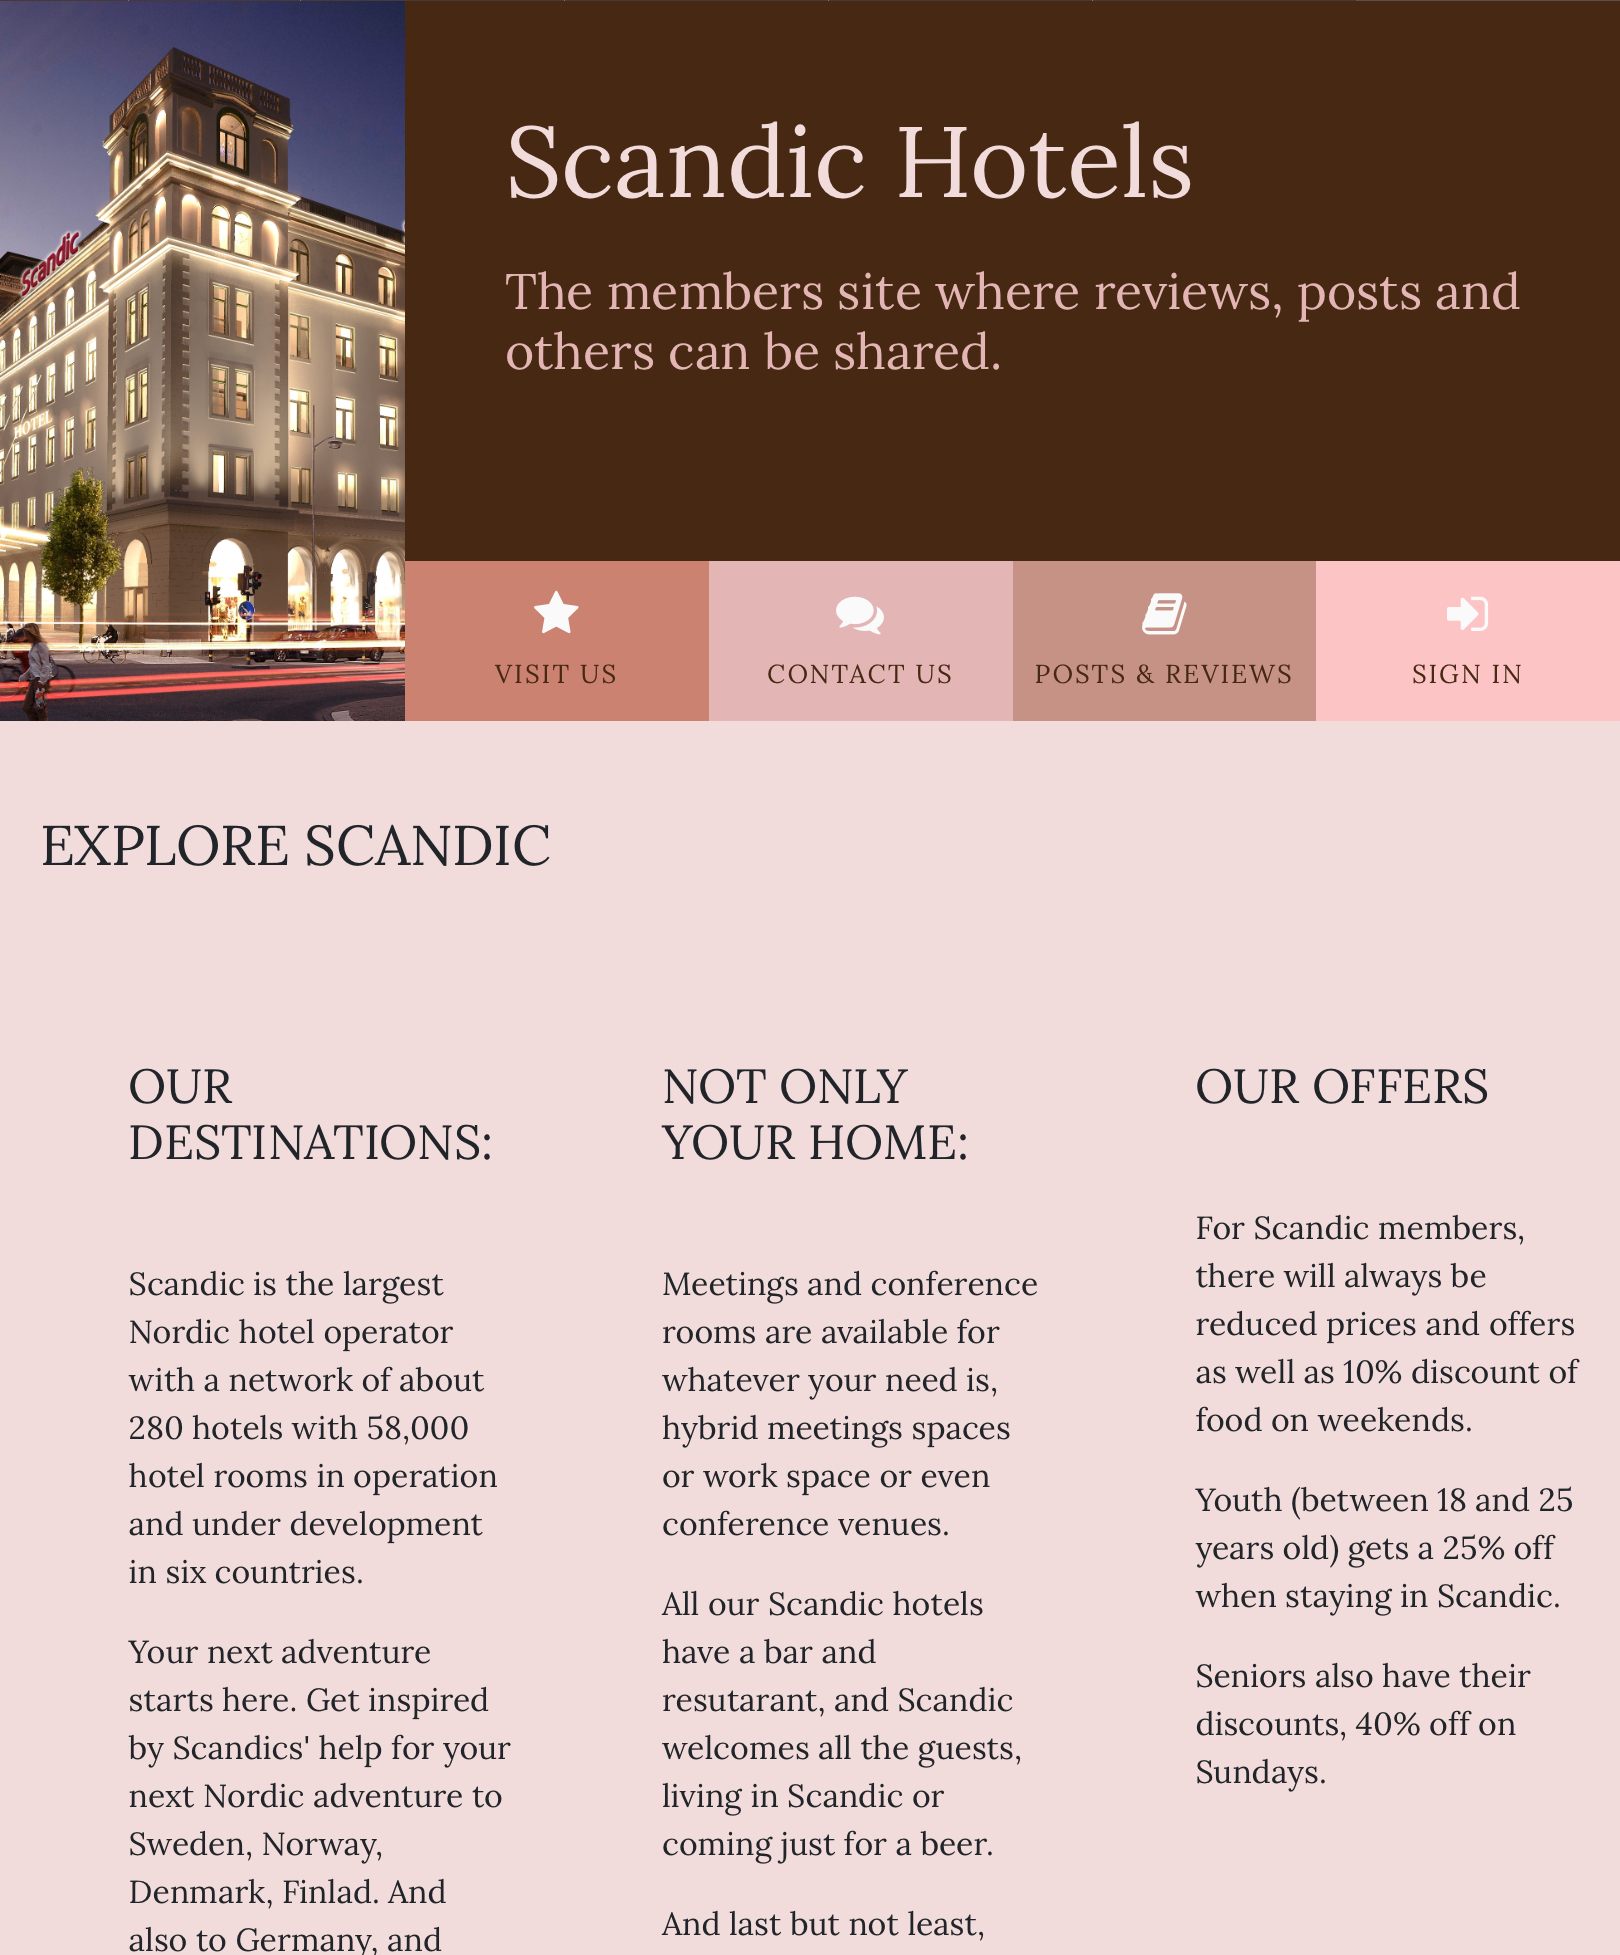 Scandic
HOTEL
Scandic Hotels
The members site where reviews, posts and
others can be shared.
VISIT US
CONTACT US
POSTS & REVIEWS
SIGN IN
EXPLORE SCANDIC
OUR
DESTINATIONS:
Scandic is the largest
Nordic hotel operator
with a network of about
280 hotels with 58,000
hotel rooms in operation
and under development
in six countries.
Your next adventure
starts here. Get inspired
by Scandics' help for your
next Nordic adventure to
Sweden, Norway,
Denmark, Finlad. And
also to Germany, and
NOT ONLY
YOUR HOME:
Meetings and conference
rooms are available for
whatever your need is,
hybrid meetings spaces
or work space or even
conference venues.
All our Scandic hotels
have a bar and
resutarant, and Scandic
welcomes all the guests,
living in Scandic or
coming just for a beer.
And last but not least,
OUR OFFERS
For Scandic members,
there will always be
reduced prices and offers
as well as 10% discount of
food on weekends.
Youth (between 18 and 25
years old) gets a 25% off
when staying in Scandic.
Seniors also have their
discounts, 40% off on
Sundays.